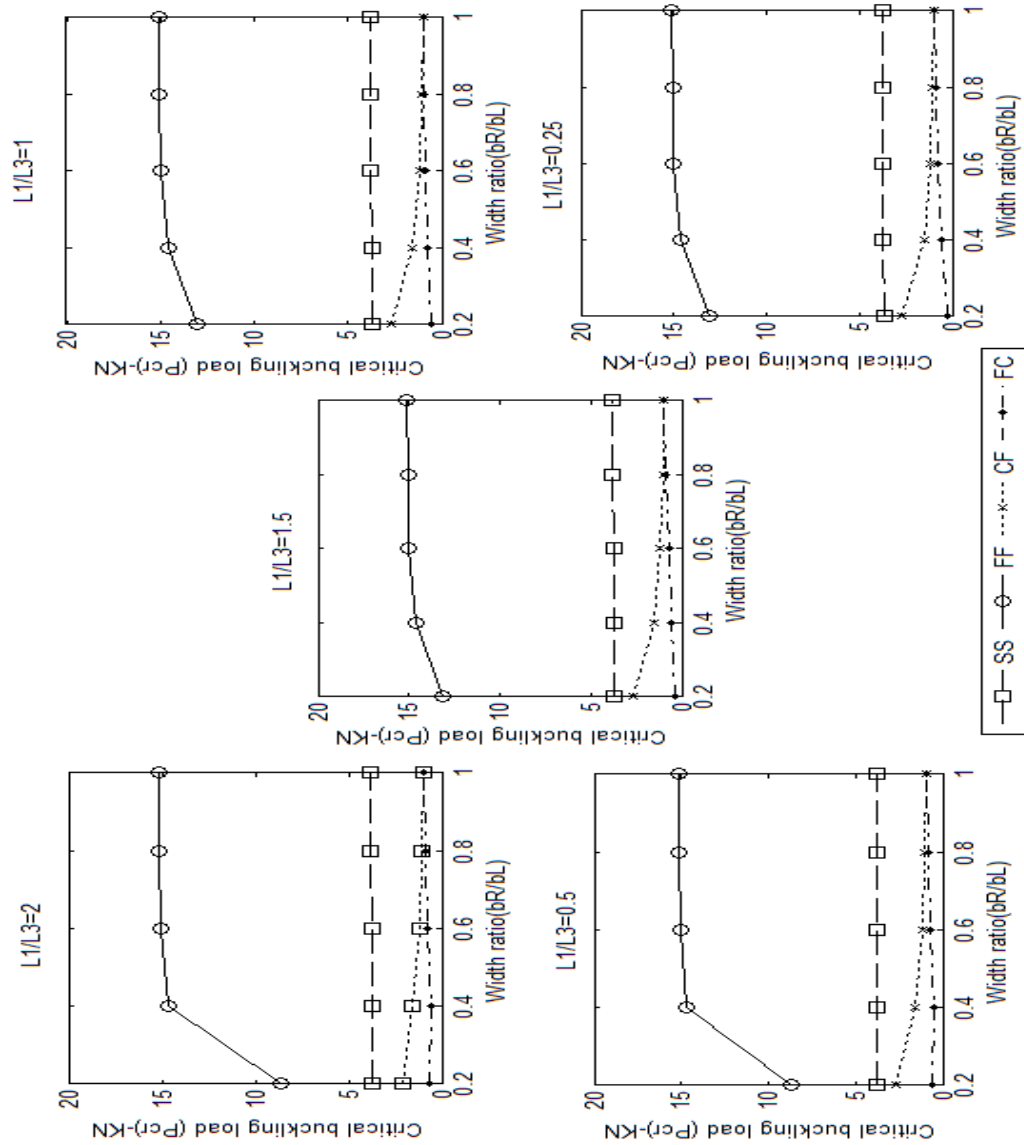 L1/L3=2
Critical buckling load (Pcr)-KN
20
15
10
5
0
0.2 0.4 0.6 0.8 1
Width ratio(bR/bL)
L1/L3=1
Critical buckling load (Pcr)-KN
20
15
10
5
0
0.2 0.4 0.6 0.8 1
Width ratio(bR/bL)
L1/L3=1.5
Critical buckling load (Pcr)-KN
20
15
10
5
0
0.2 0.4 0.6 0.8 1
Width ratio(bR/bL)
L1/L3=0.5
Critical buckling load (Pcr)-KN
20
15
10
5
0
0.2 0.4 0.6 0.8 1
Width ratio(bR/bL)
L1/L3=0.25
Critical buckling load (Pcr)-KN
20
15
10
5
0
0.2 0.4 0.6 0.8 1
Width ratio(bR/bL)
SS FF CF FC